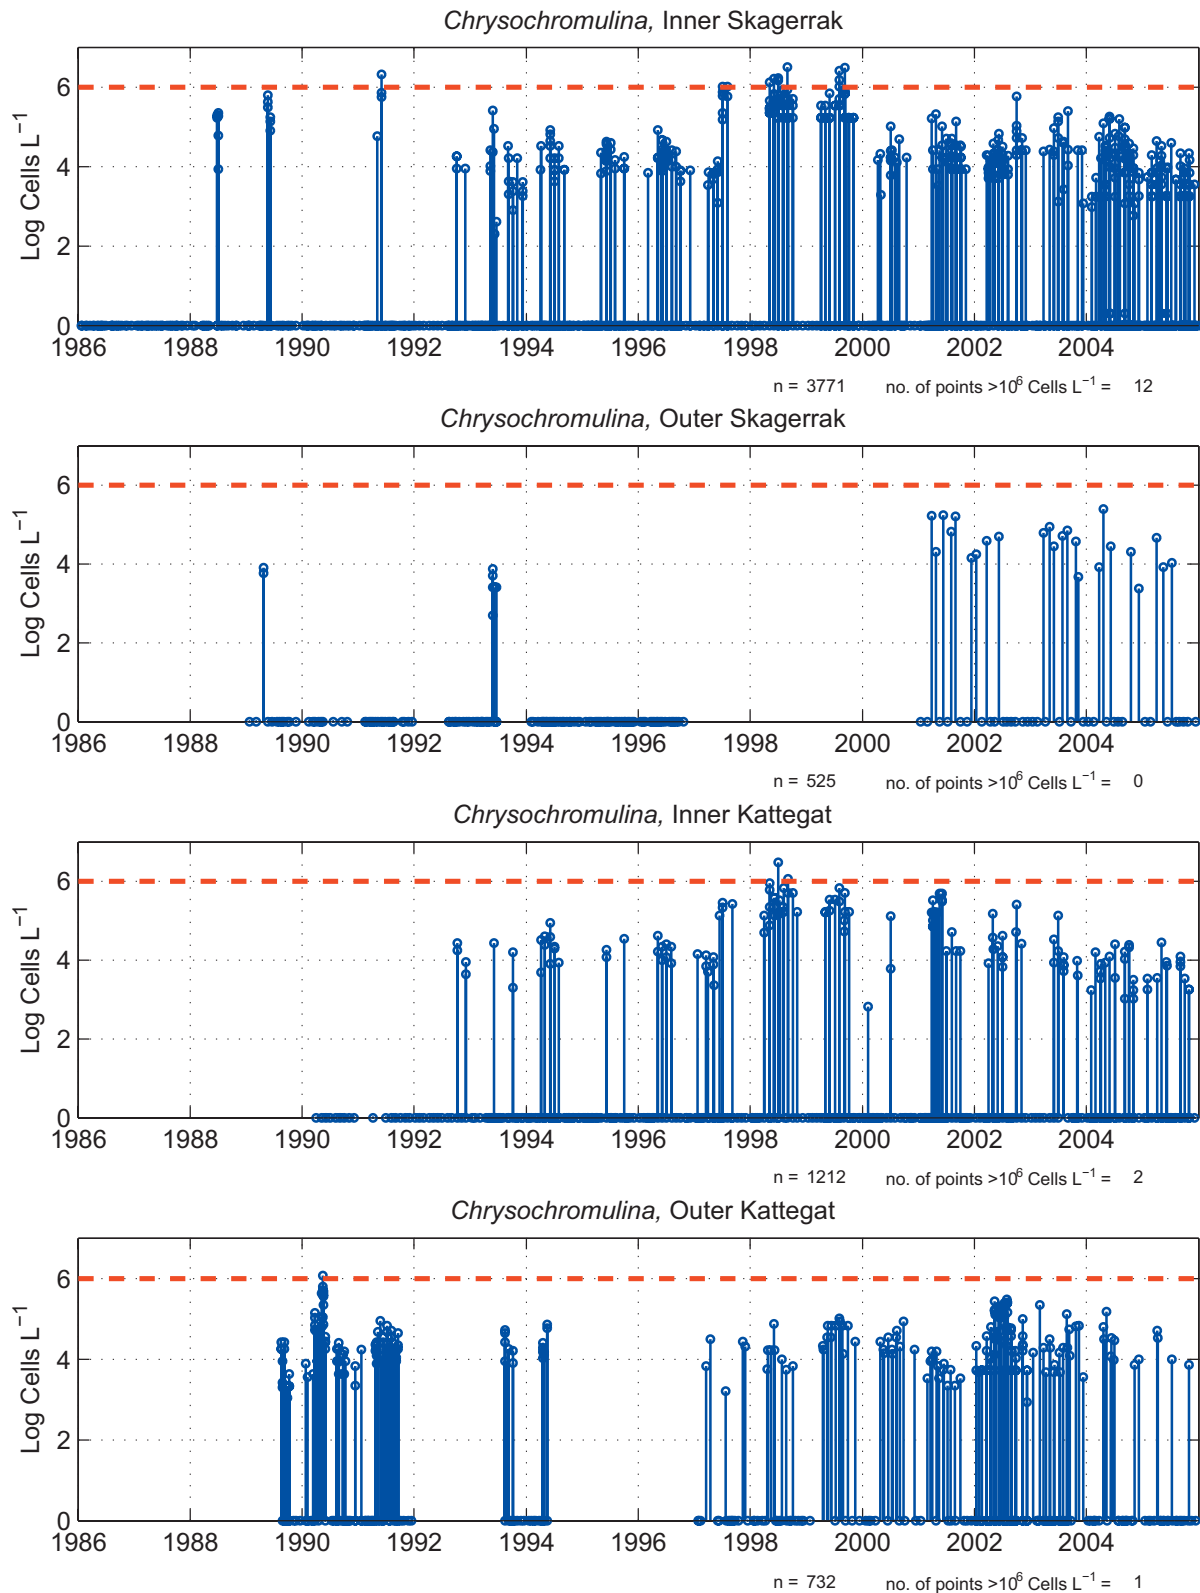 Chrysochromulina, Inner Skagerrak
Log Cells L⁻¹
6
4
2
0
1986 1988 1990 1992 1994 1996 1998 2000 2002 2004
n = 3771 no. of points >10⁶ Cells L⁻¹ = 12
Chrysochromulina, Outer Skagerrak
Log Cells L⁻¹
6
4
2
0
1986 1988 1990 1992 1994 1996 1998 2000 2002 2004
n = 525 no. of points >10⁶ Cells L⁻¹ = 0
Chrysochromulina, Inner Kattegat
Log Cells L⁻¹
6
4
2
0
1986 1988 1990 1992 1994 1996 1998 2000 2002 2004
n = 1212 no. of points >10⁶ Cells L⁻¹ = 2
Chrysochromulina, Outer Kattegat
Log Cells L⁻¹
6
4
2
0
1986 1988 1990 1992 1994 1996 1998 2000 2002 2004
n = 732 no. of points >10⁶ Cells L⁻¹ = 1